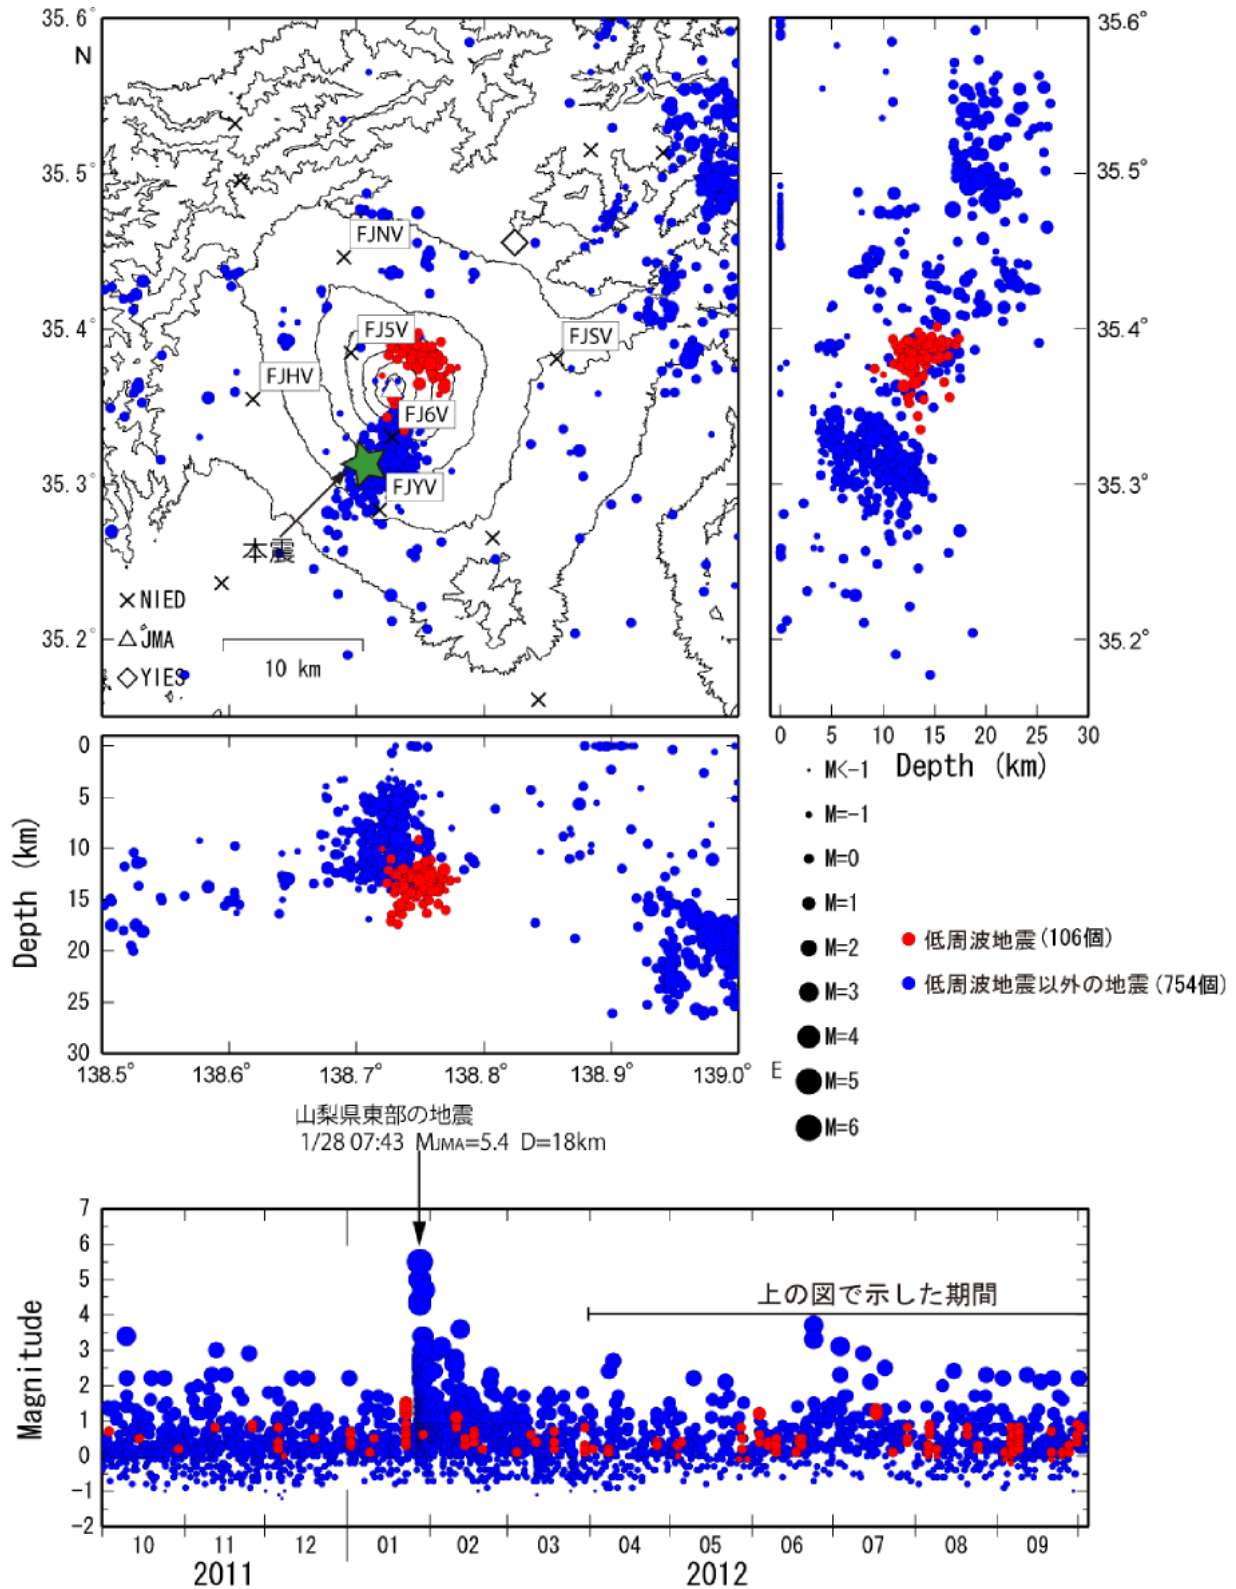 35.6°
N
35.5°
35.4°
35.3°
35.2°
FJNV
FJ5V
FJSV
FJHV
FJ6V
FJYV
本震
×NIED
△JMA
◇YIES
10 km
35.6°
35.5°
35.4°
35.3°
35.2°
0 5 10 15 20 25 30
Depth (km)
0
5
10
15
20
25
30
Depth (km)
138.5° 138.6° 138.7° 138.8° 138.9° 139.0° E
M<-1
M=-1
M=0
M=1
M=2
M=3
M=4
M=5
M=6
低周波地震(106個)
低周波地震以外の地震(754個)
山梨県東部の地震
1/28 07:43 MJMA=5.4 D=18km
上の図で示した期間
7
6
5
4
3
2
1
0
-1
-2
Magnitude
10 11 12 01 02 03 04 05 06 07 08 09
2011 2012